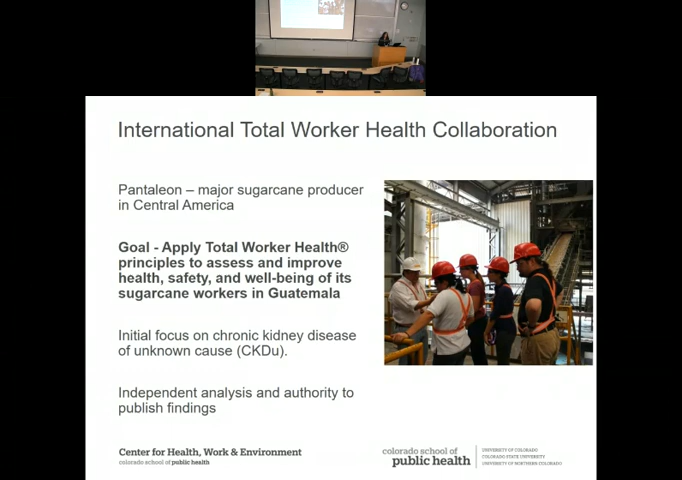 International Total Worker Health Collaboration
Pantaleon – major sugarcane producer
in Central America
Goal - Apply Total Worker Health®
principles to assess and improve
health, safety, and well-being of its
sugarcane workers in Guatemala
Initial focus on chronic kidney disease
of unknown cause (CKDu).
Independent analysis and authority to
publish findings
Center for Health, Work & Environment
colorado school of public health
colorado school of
public health
UNIVERSITY OF COLORADO
COLORADO STATE UNIVERSITY
UNIVERSITY OF NORTHERN COLORADO